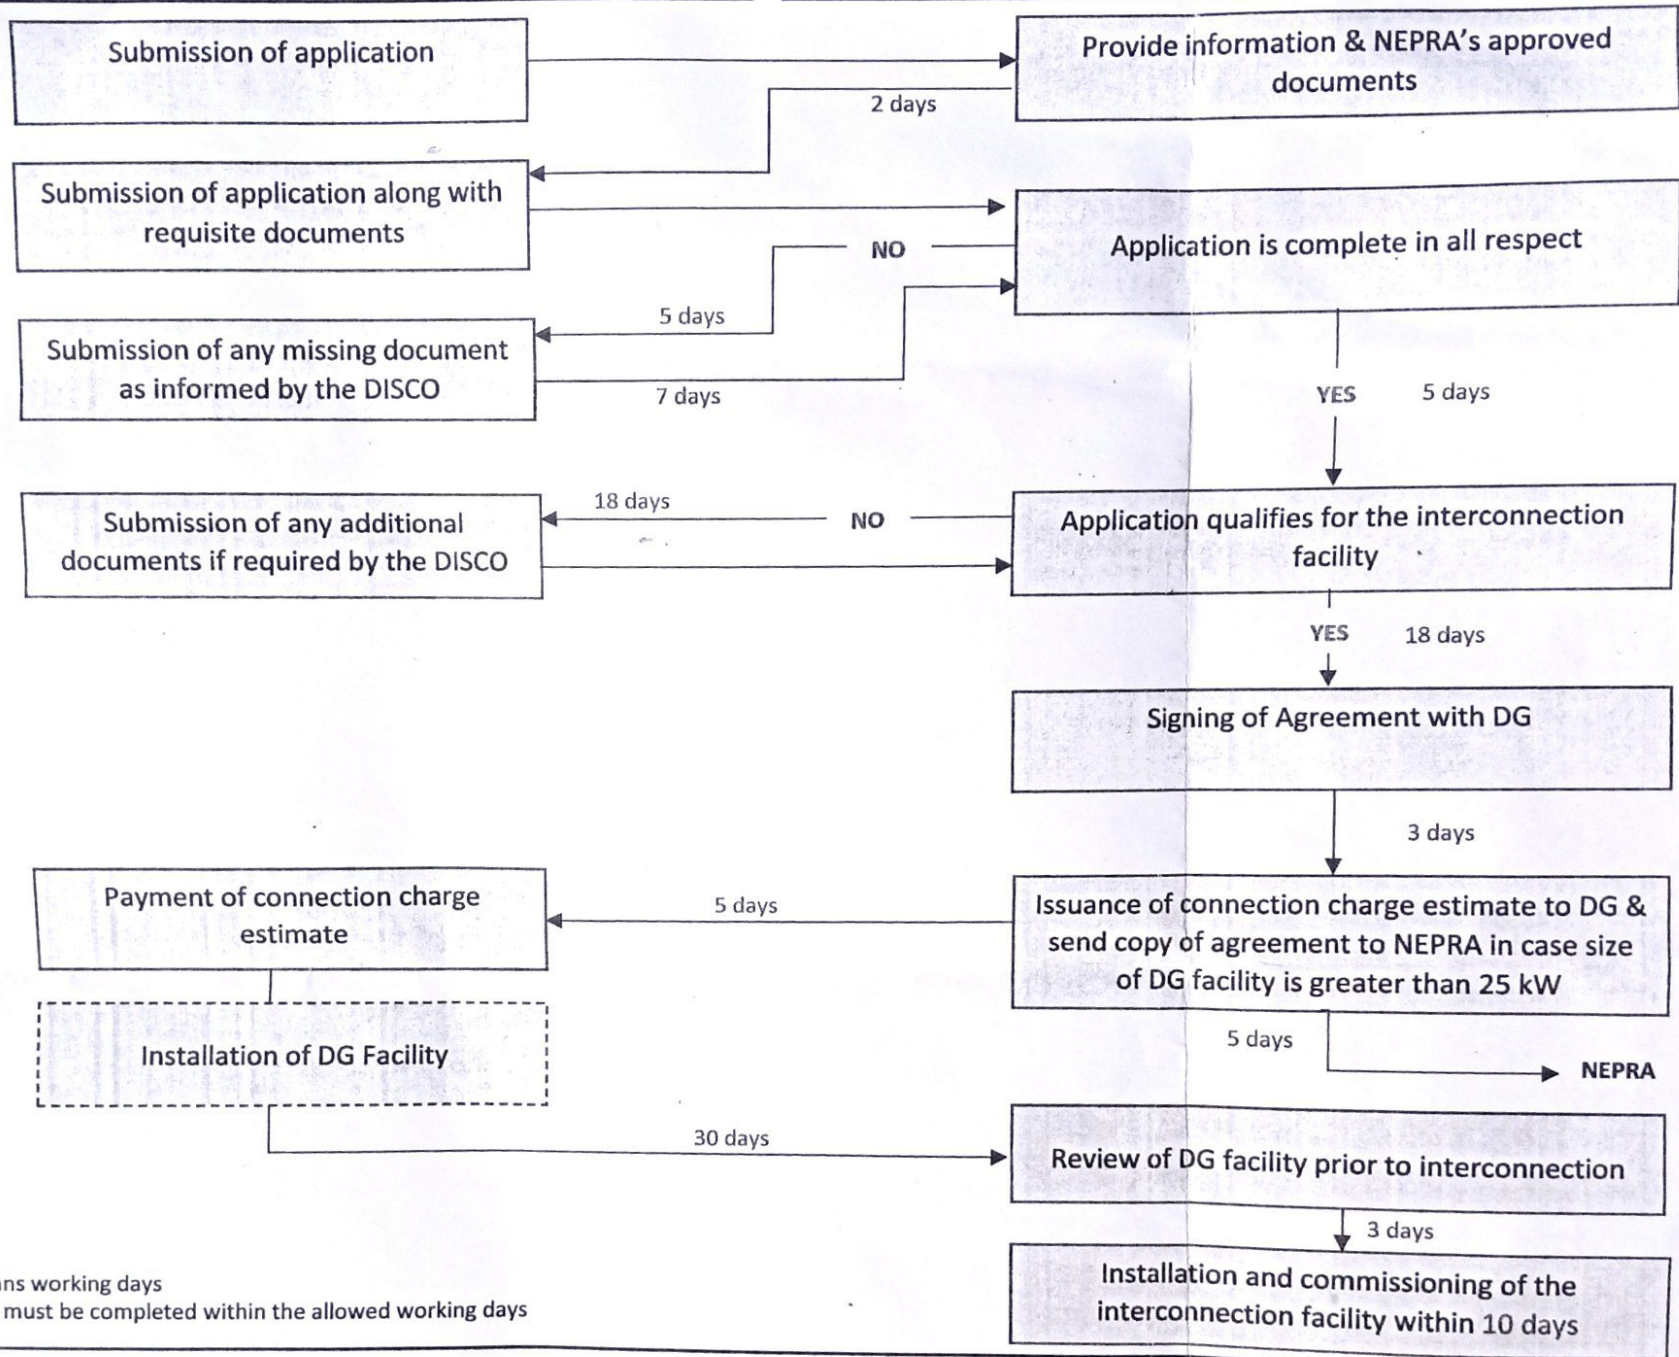 Submission of application
Provide information & NEPRA's approved
documents
2 days
Submission of application along with
requisite documents
Application is complete in all respect
NO
5 days
Submission of any missing document
as informed by the DISCO
7 days
YES
5 days
18 days
NO
Submission of any additional
documents if required by the DISCO
Application qualifies for the interconnection
facility
YES
18 days
Signing of Agreement with DG
3 days
Payment of connection charge
estimate
5 days
Issuance of connection charge estimate to DG &
send copy of agreement to NEPRA in case size
of DG facility is greater than 25 kW
5 days
NEPRA
Installation of DG Facility
30 days
Review of DG facility prior to interconnection
3 days
Installation and commissioning of the
interconnection facility within 10 days
working days
must be completed within the allowed working days